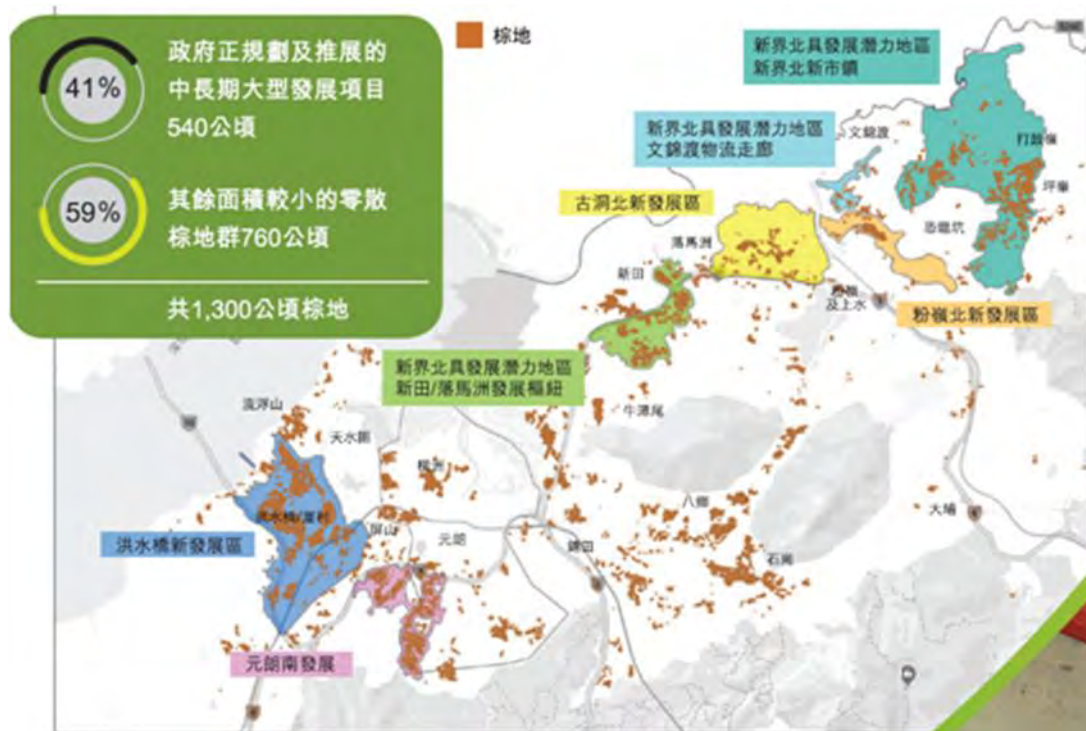 41%
政府正規劃及推展的
中長期大型發展項目
540公頃
59%
其餘面積較小的零散
棕地群760公頃
共1,300公頃棕地
棕地
新界北具發展潛力地區
新界北新市鎮
新界北具發展潛力地區
文錦渡物流走廊
文錦渡
打鼓嶺
坪輋
恐龍坑
古洞北新發展區
落馬洲
新田
粉嶺
及上水
粉嶺北新發展區
新界北具發展潛力地區
新田/落馬洲發展樞紐
流浮山
天水圍
牛潭尾
八鄉
大埔
洪水橋新發展區
屏山
元朗
錦田
石崗
元朗南發展